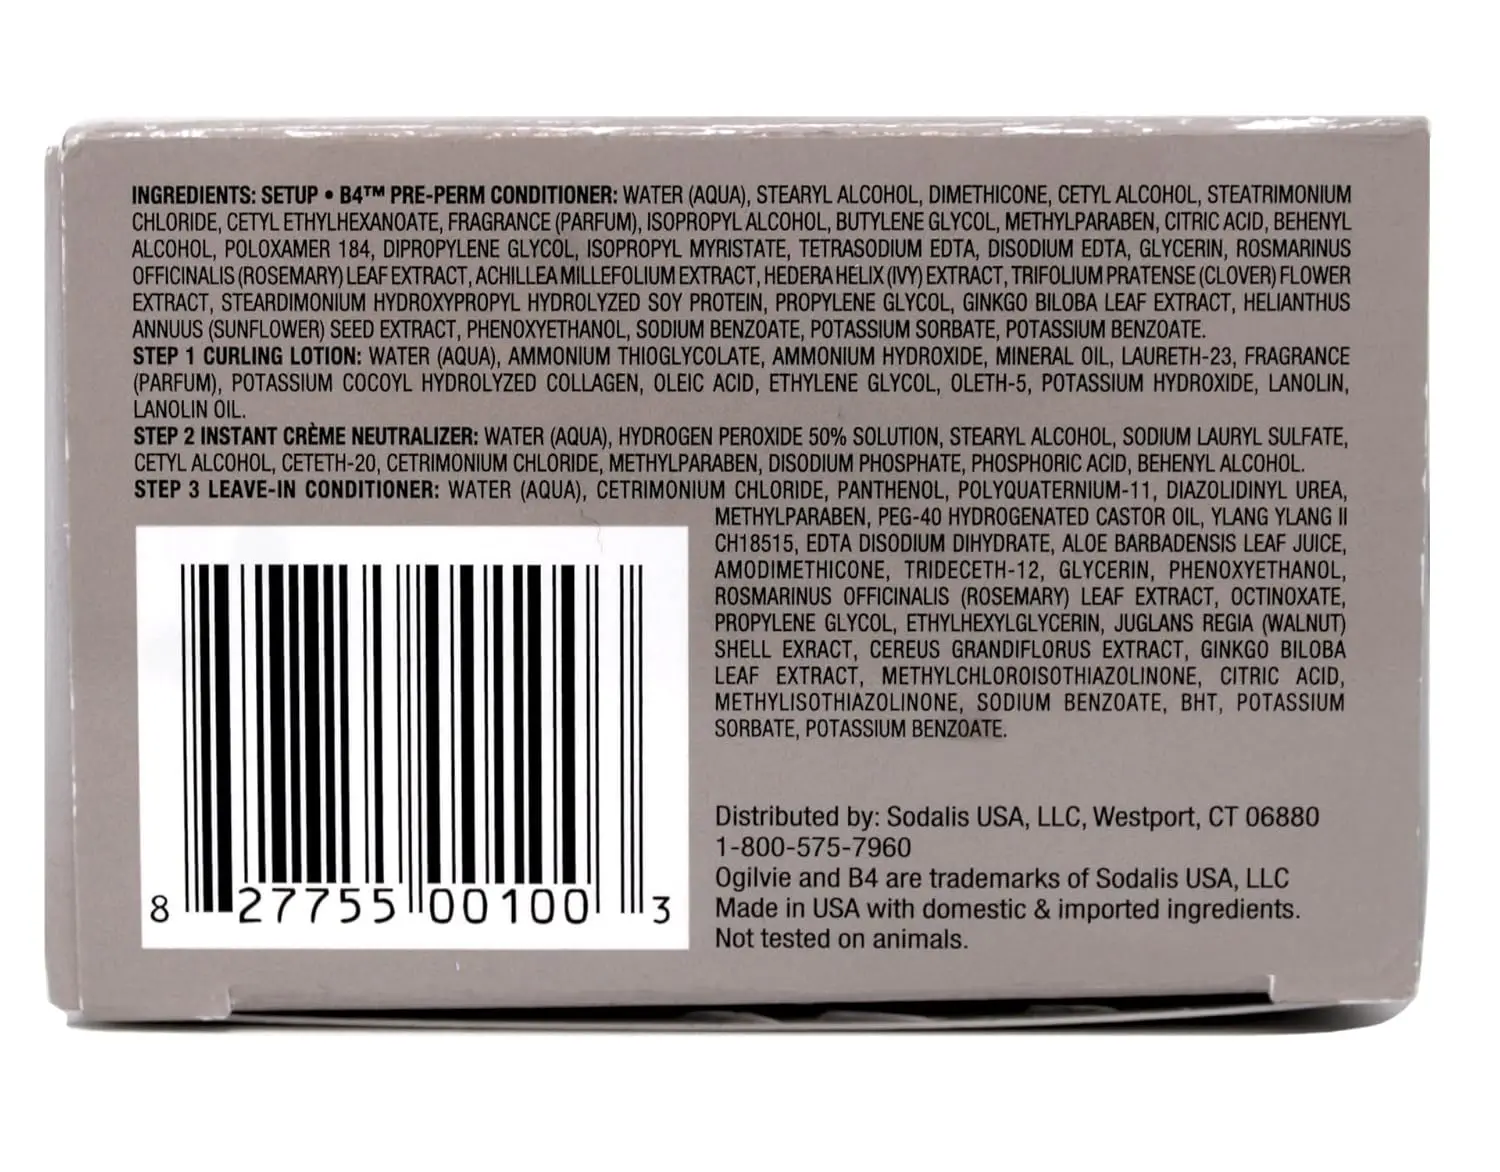 INGREDIENTS: SETUP • B4™ PRE-PERM CONDITIONER: WATER (AQUA), STEARYL ALCOHOL, DIMETHICONE, CETYL ALCOHOL, STEATRIMONIUM
CHLORIDE, CETYL ETHYLHEXANOATE, FRAGRANCE (PARFUM), ISOPROPYL ALCOHOL, BUTYLENE GLYCOL, METHYLPARABEN, CITRIC ACID, BEHENYL
ALCOHOL, POLOXAMER 184, DIPROPYLENE GLYCOL, ISOPROPYL MYRISTATE, TETRASODIUM EDTA, DISODIUM EDTA, GLYCERIN, ROSMARINUS
OFFICINALIS (ROSEMARY) LEAF EXTRACT, ACHILLEA MILLEFOLIUM EXTRACT, HEDERA HELIX (IVY) EXTRACT, TRIFOLIUM PRATENSE (CLOVER) FLOWER
EXTRACT, STEARDIMONIUM HYDROXYPROPYL HYDROLYZED SOY PROTEIN, PROPYLENE GLYCOL, GINKGO BILOBA LEAF EXTRACT, HELIANTHUS
ANNUUS (SUNFLOWER) SEED EXTRACT, PHENOXYETHANOL, SODIUM BENZOATE, POTASSIUM SORBATE, POTASSIUM BENZOATE.
STEP 1 CURLING LOTION: WATER (AQUA), AMMONIUM THIOGLYCOLATE, AMMONIUM HYDROXIDE, MINERAL OIL, LAURETH-23, FRAGRANCE
(PARFUM), POTASSIUM COCOYL HYDROLYZED COLLAGEN, OLEIC ACID, ETHYLENE GLYCOL, OLETH-5, POTASSIUM HYDROXIDE, LANOLIN,
LANOLIN OIL.
STEP 2 INSTANT CRÈME NEUTRALIZER: WATER (AQUA), HYDROGEN PEROXIDE 50% SOLUTION, STEARYL ALCOHOL, SODIUM LAURYL SULFATE,
CETYL ALCOHOL, CETETH-20, CETRIMONIUM CHLORIDE, METHYLPARABEN, DISODIUM PHOSPHATE, PHOSPHORIC ACID, BEHENYL ALCOHOL.
STEP 3 LEAVE-IN CONDITIONER: WATER (AQUA), CETRIMONIUM CHLORIDE, PANTHENOL, POLYQUATERNIUM-11, DIAZOLIDINYL UREA,
METHYLPARABEN, PEG-40 HYDROGENATED CASTOR OIL, YLANG YLANG II
CH18515, EDTA DISODIUM DIHYDRATE, ALOE BARBADENSIS LEAF JUICE,
AMODIMETHICONE, TRIDECETH-12, GLYCERIN, PHENOXYETHANOL,
ROSMARINUS OFFICINALIS (ROSEMARY) LEAF EXTRACT, OCTINOXATE,
PROPYLENE GLYCOL, ETHYLHEXYLGLYCERIN, JUGLANS REGIA (WALNUT)
SHELL EXRACT, CEREUS GRANDIFLORUS EXTRACT, GINKGO BILOBA
LEAF EXTRACT, METHYLCHLOROISOTHIAZOLINONE, CITRIC ACID,
METHYLISOTHIAZOLINONE, SODIUM BENZOATE, BHT, POTASSIUM
SORBATE, POTASSIUM BENZOATE.
Distributed by: Sodalis USA, LLC, Westport, CT 06880
1-800-575-7960
Ogilvie and B4 are trademarks of Sodalis USA, LLC
Made in USA with domestic & imported ingredients.
Not tested on animals.
8 27755 00100 3